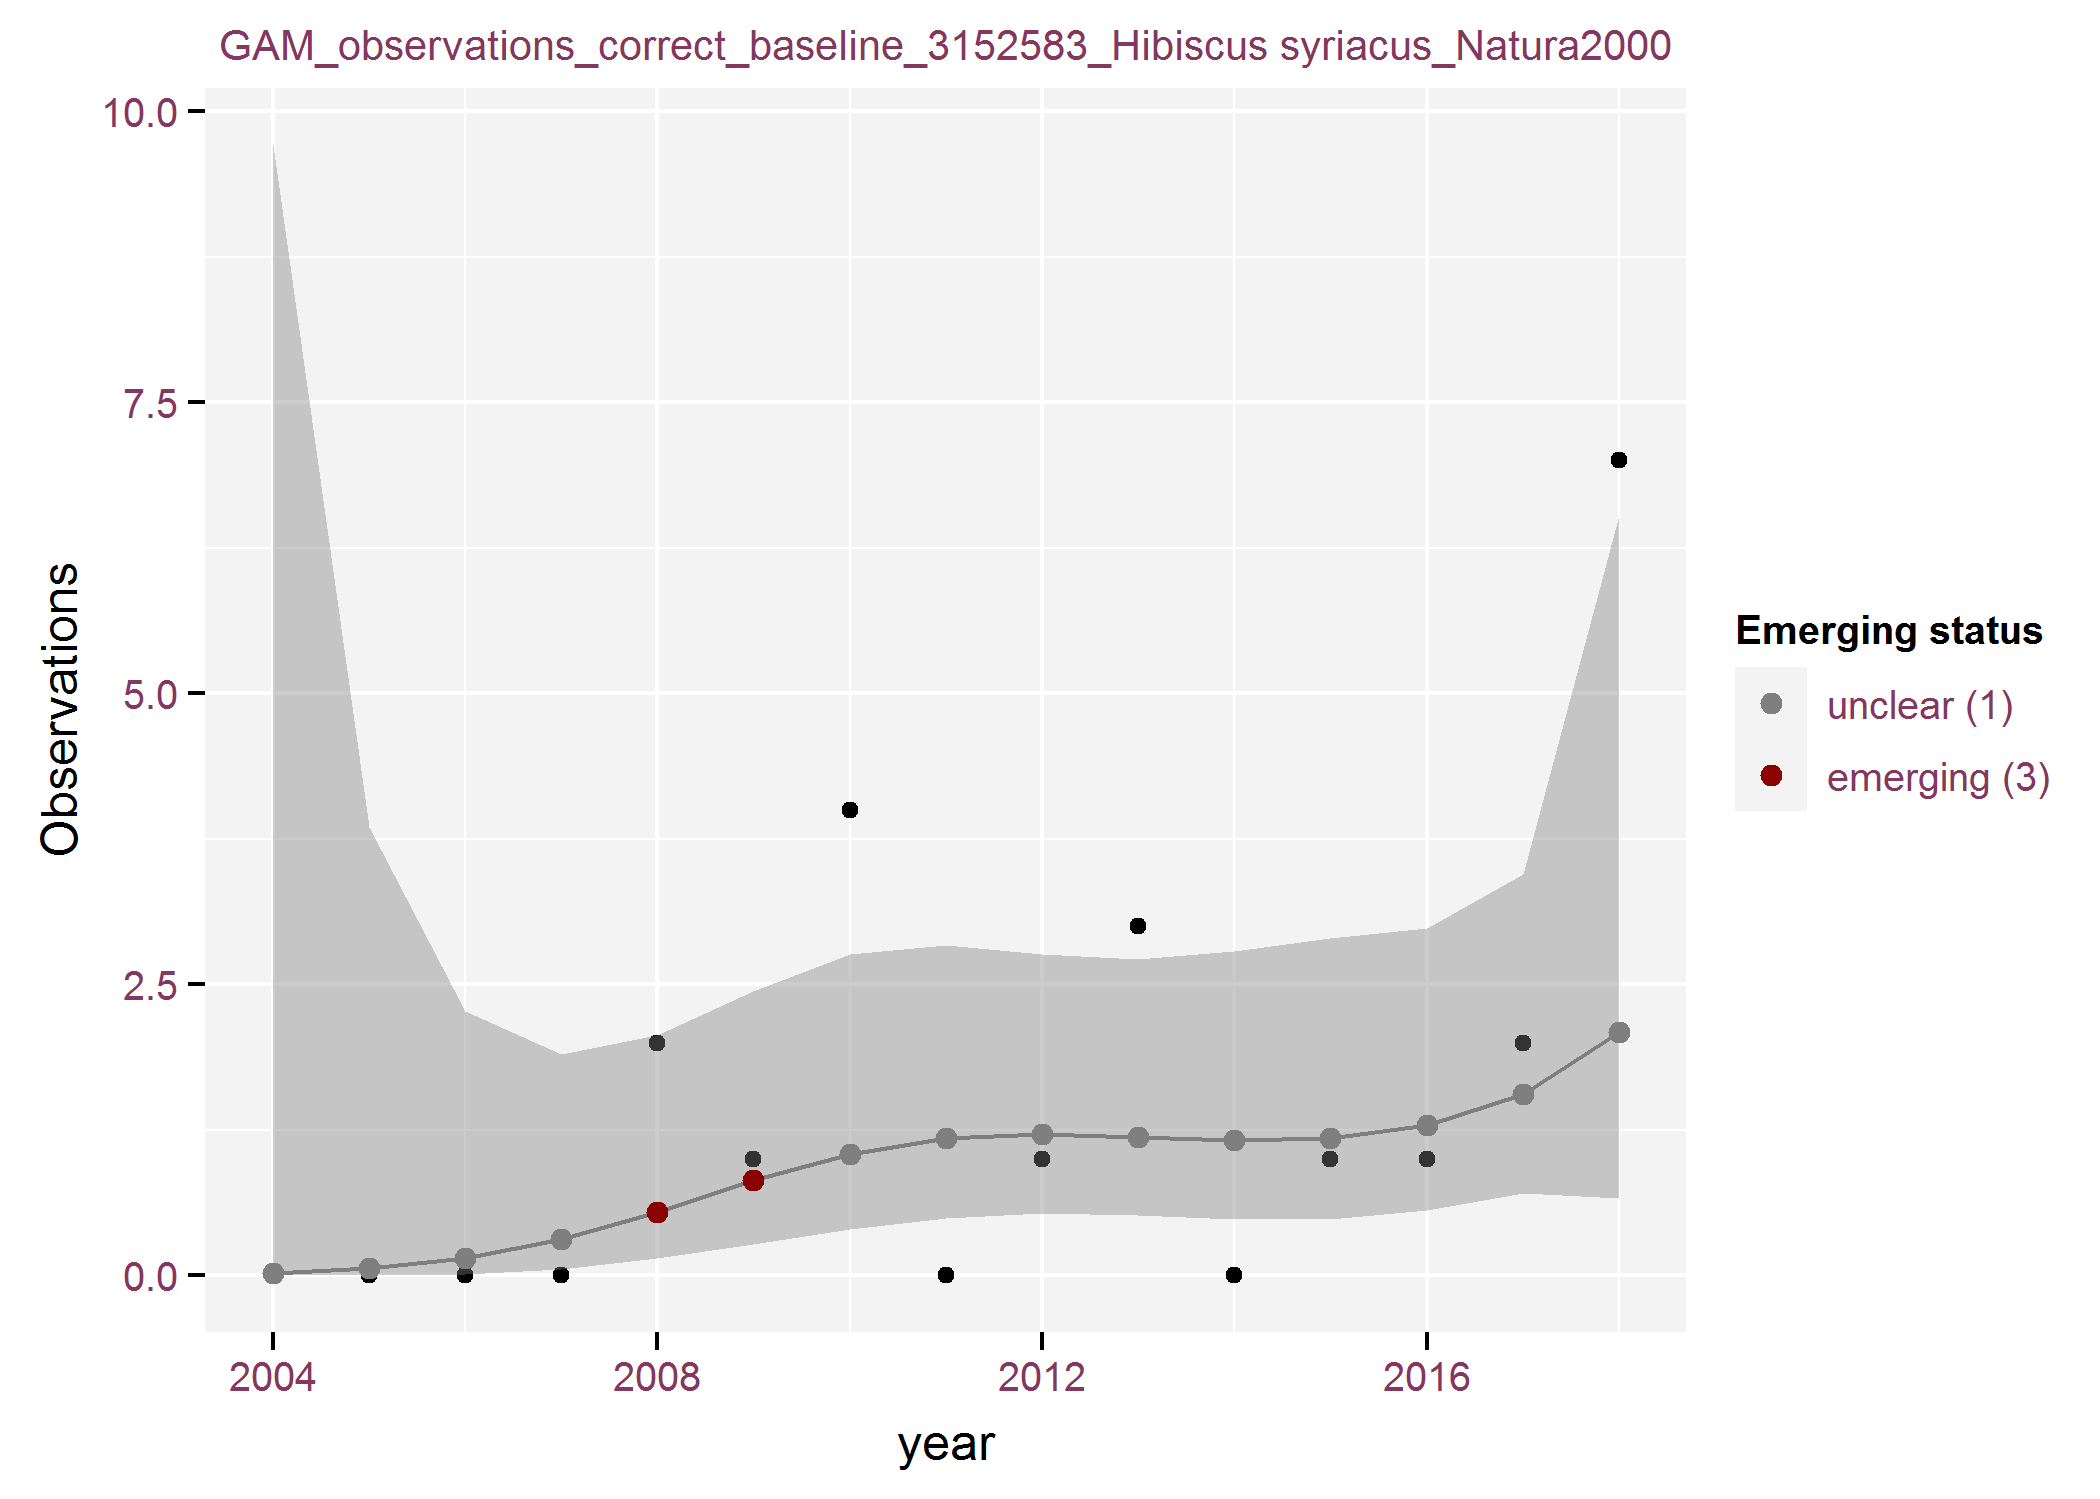 GAM_observations_correct_baseline_3152583_Hibiscus syriacus_Natura2000
10.0
7.5
5.0
2.5
0.0
Observations
2004
2008
2012
2016
year
Emerging status
unclear (1)
emerging (3)